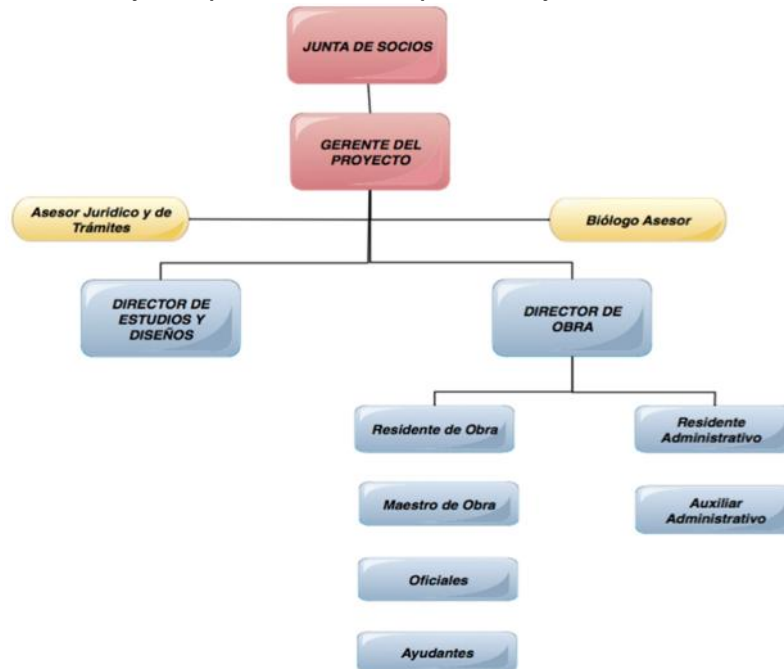 JUNTA DE SOCIOS
GERENTE DEL
PROYECTO
Asesor Juridico y de
Trámites
Biólogo Asesor
DIRECTOR DE
ESTUDIOS Y
DISEÑOS
DIRECTOR DE
OBRA
Residente de Obra
Residente
Administrativo
Maestro de Obra
Auxiliar
Administrativo
Oficiales
Ayudantes